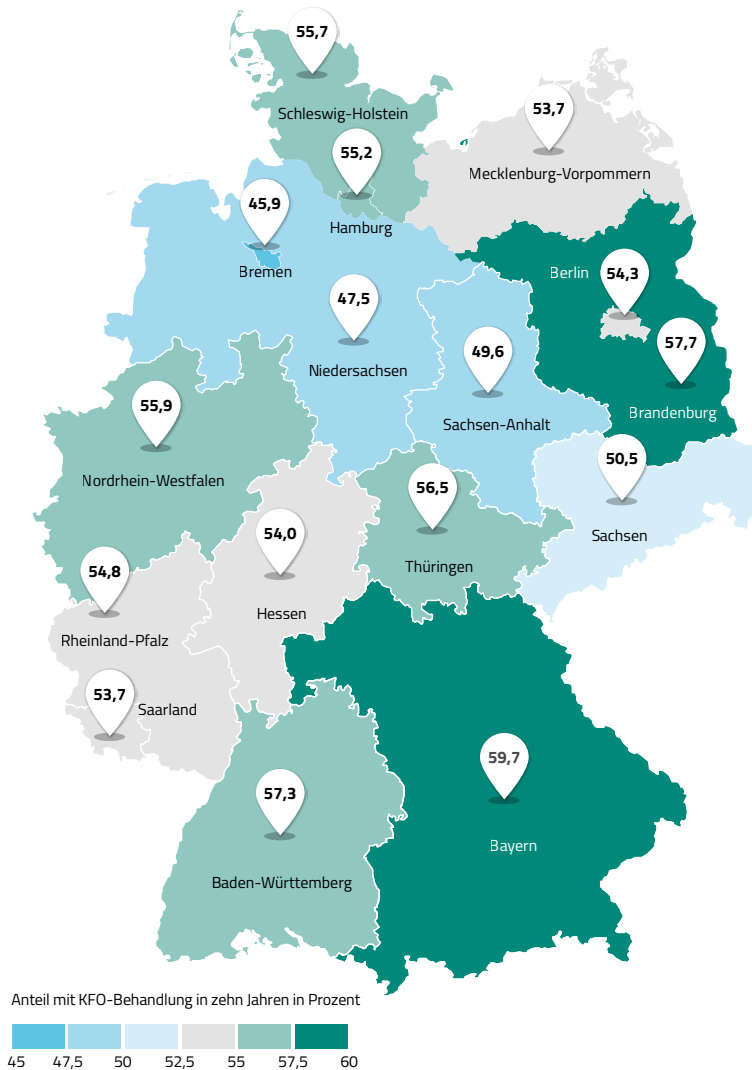 55,7
Schleswig-Holstein
53,7
Mecklenburg-Vorpommern
55,2
Hamburg
45,9
Bremen
Berlin
54,3
47,5
Niedersachsen
57,7
Brandenburg
49,6
Sachsen-Anhalt
55,9
Nordrhein-Westfalen
50,5
Sachsen
56,5
Thüringen
54,0
Hessen
54,8
Rheinland-Pfalz
53,7
Saarland
59,7
Bayern
57,3
Baden-Württemberg
Anteil mit KFO-Behandlung in zehn Jahren in Prozent
45 47,5 50 52,5 55 57,5 60